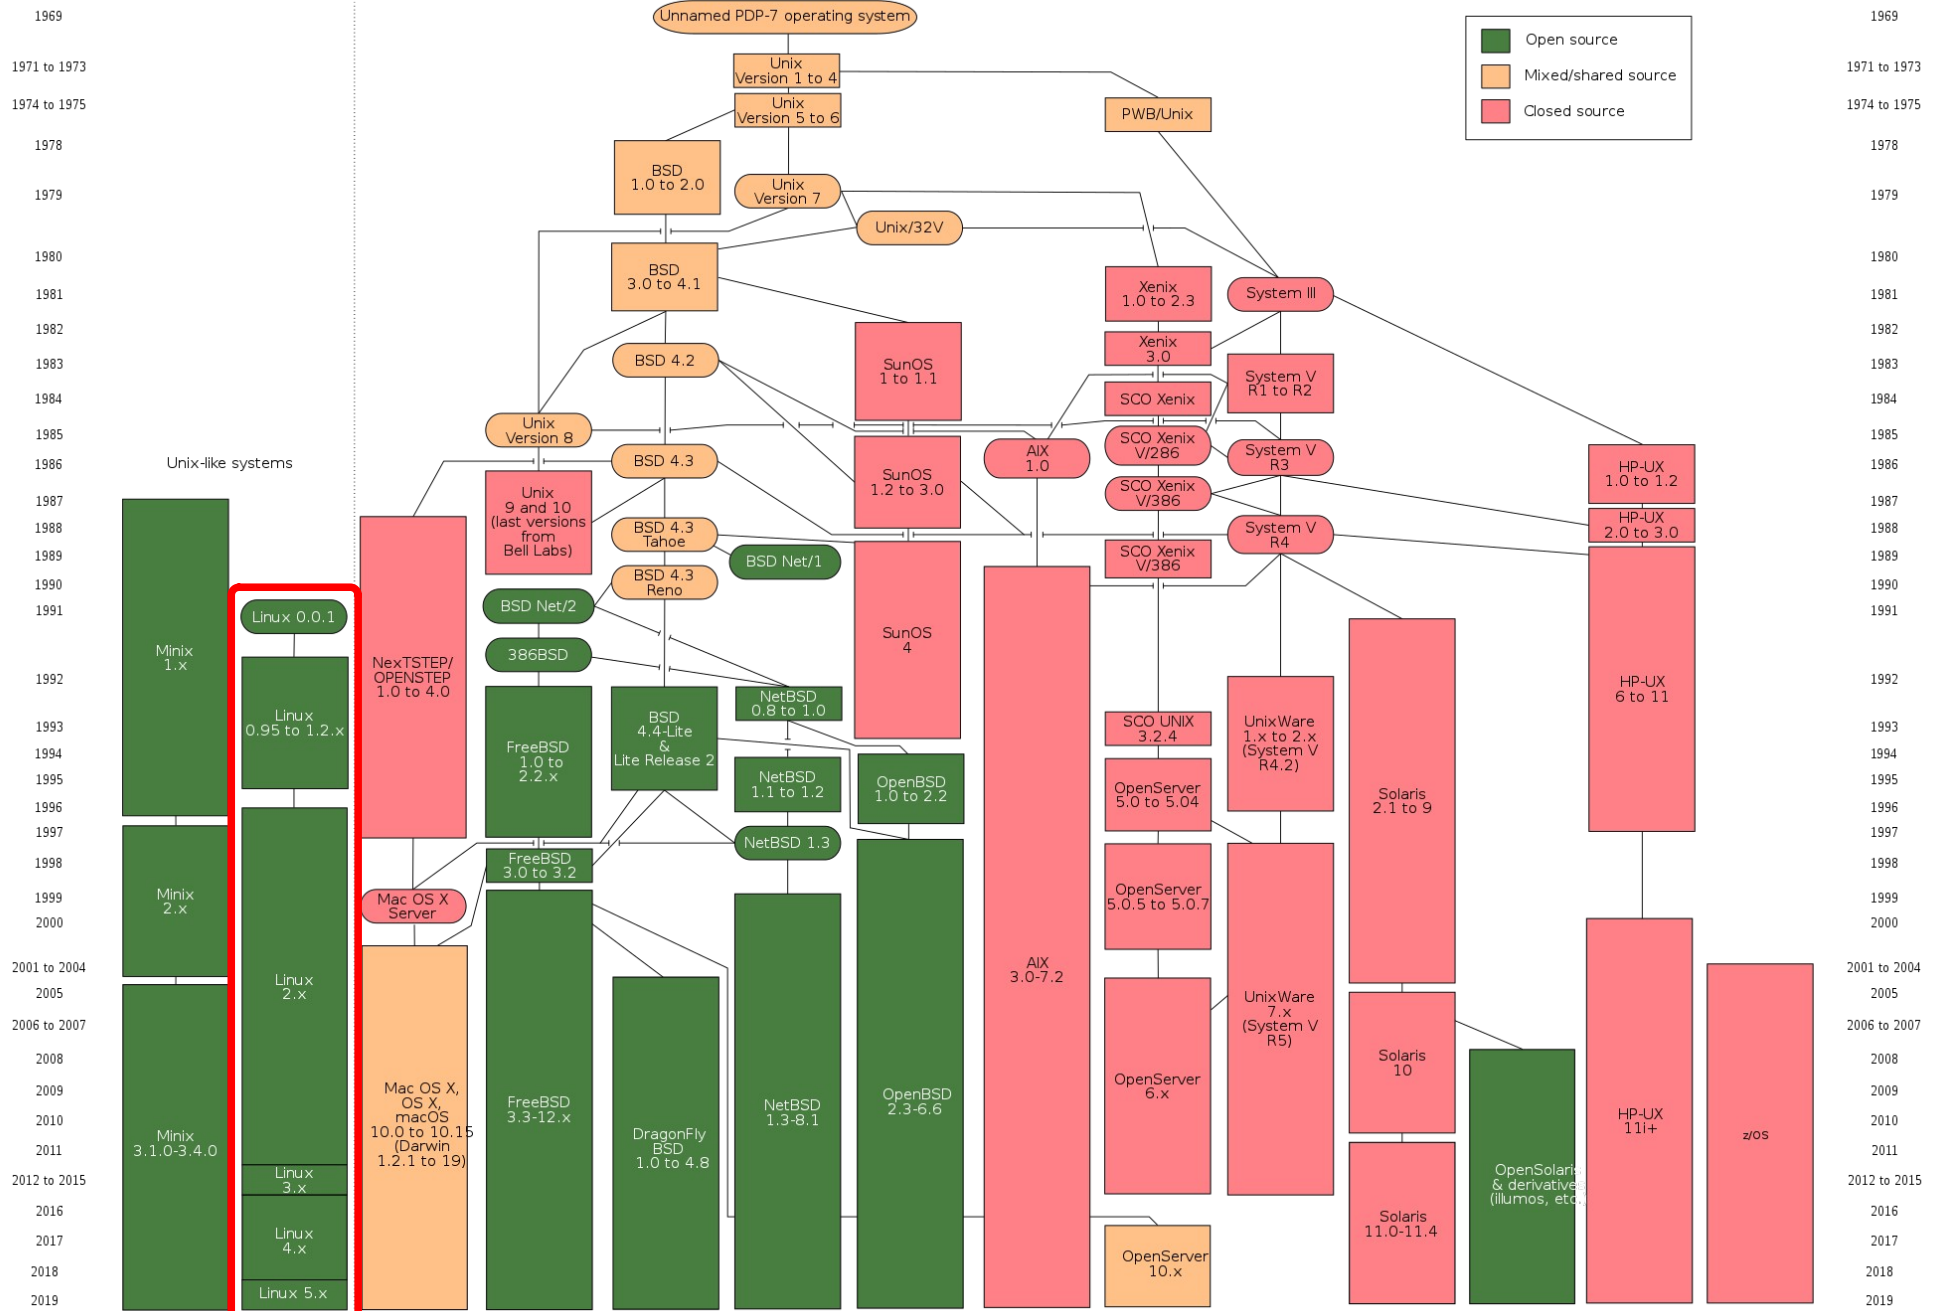 1969
1971 to 1973
1974 to 1975
1978
1979
1980
1981
1982
1983
1984
1985
1986
1987
1988
1989
1990
1991
1992
1993
1994
1995
1996
1997
1998
1999
2000
2001 to 2004
2005
2006 to 2007
2008
2009
2010
2011
2012 to 2015
2016
2017
2018
2019
Unix-like systems
Minix
1.x
Minix
2.x
Minix
3.1.0-3.4.0
Linux 0.0.1
Linux
0.95 to 1.2.x
Linux
2.x
Linux
3.x
Linux
4.x
Linux 5.x
NexTSTEP/
OPENSTEP
1.0 to 4.0
Mac OS X
Server
Mac OS X,
OS X,
macOS
10.0 to 10.15
(Darwin
1.2.1 to 19)
Unnamed PDP-7 operating system
Unix
Version 1 to 4
Unix
Version 5 to 6
BSD
1.0 to 2.0
Unix
Version 7
Unix/32V
BSD
3.0 to 4.1
BSD 4.2
Unix
Version 8
BSD 4.3
Unix
9 and 10
(last versions
from
Bell Labs)
BSD 4.3
Tahoe
BSD Net/1
BSD 4.3
Reno
BSD Net/2
386BSD
FreeBSD
1.0 to
2.2.x
BSD
4.4-Lite
&
Lite Release 2
NetBSD
0.8 to 1.0
NetBSD
1.1 to 1.2
NetBSD 1.3
OpenBSD
1.0 to 2.2
FreeBSD
3.0 to 3.2
FreeBSD
3.3-12.x
DragonFly
BSD
1.0 to 4.8
NetBSD
1.3-8.1
OpenBSD
2.3-6.6
SunOS
1 to 1.1
SunOS
1.2 to 3.0
SunOS
4
AIX
1.0
AIX
3.0-7.2
PWB/Unix
Xenix
1.0 to 2.3
Xenix
3.0
SCO Xenix
SCO Xenix
V/286
SCO Xenix
V/386
SCO Xenix
V/386
SCO UNIX
3.2.4
OpenServer
5.0 to 5.04
OpenServer
5.0.5 to 5.0.7
OpenServer
6.x
OpenServer
10.x
System III
System V
R1 to R2
System V
R3
System V
R4
UnixWare
1.x to 2.x
(System V
R4.2)
UnixWare
7.x
(System V
R5)
Solaris
2.1 to 9
Solaris
10
Solaris
11.0-11.4
OpenSolaris
& derivatives
(illumos, etc.)
HP-UX
1.0 to 1.2
HP-UX
2.0 to 3.0
HP-UX
6 to 11
HP-UX
11i+
z/OS
Open source
Mixed/shared source
Closed source
1969
1971 to 1973
1974 to 1975
1978
1979
1980
1981
1982
1983
1984
1985
1986
1987
1988
1989
1990
1991
1992
1993
1994
1995
1996
1997
1998
1999
2000
2001 to 2004
2005
2006 to 2007
2008
2009
2010
2011
2012 to 2015
2016
2017
2018
2019